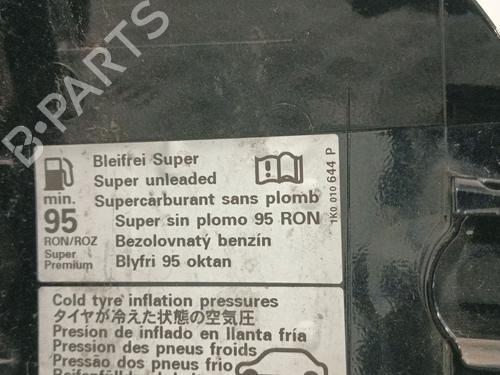 B-PARTS
Bleifrei Super
Super unleaded
min. Supercarburant sans plomb
95 Super sin plomo 95 RON
RON/ROZ Bezolovnatý benzín
Super Premium Blyfri 95 oktan
1K0 010 644 P
Cold tyre inflation pressures
タイヤが冷えた状態の空気圧
Presion de inflado en llanta fría
Pression des pneus froids
Pressão dos pneus frio